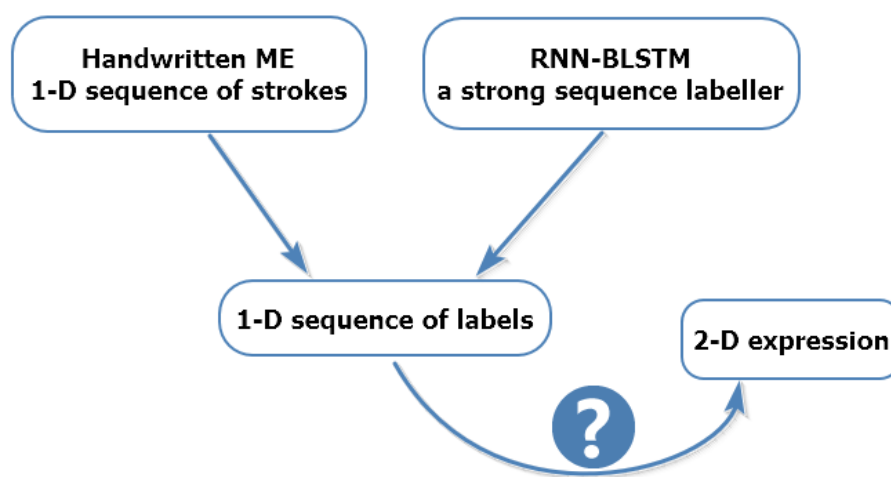 Handwritten ME
1-D sequence of strokes
RNN-BLSTM
a strong sequence labeller
1-D sequence of labels
2-D expression
?